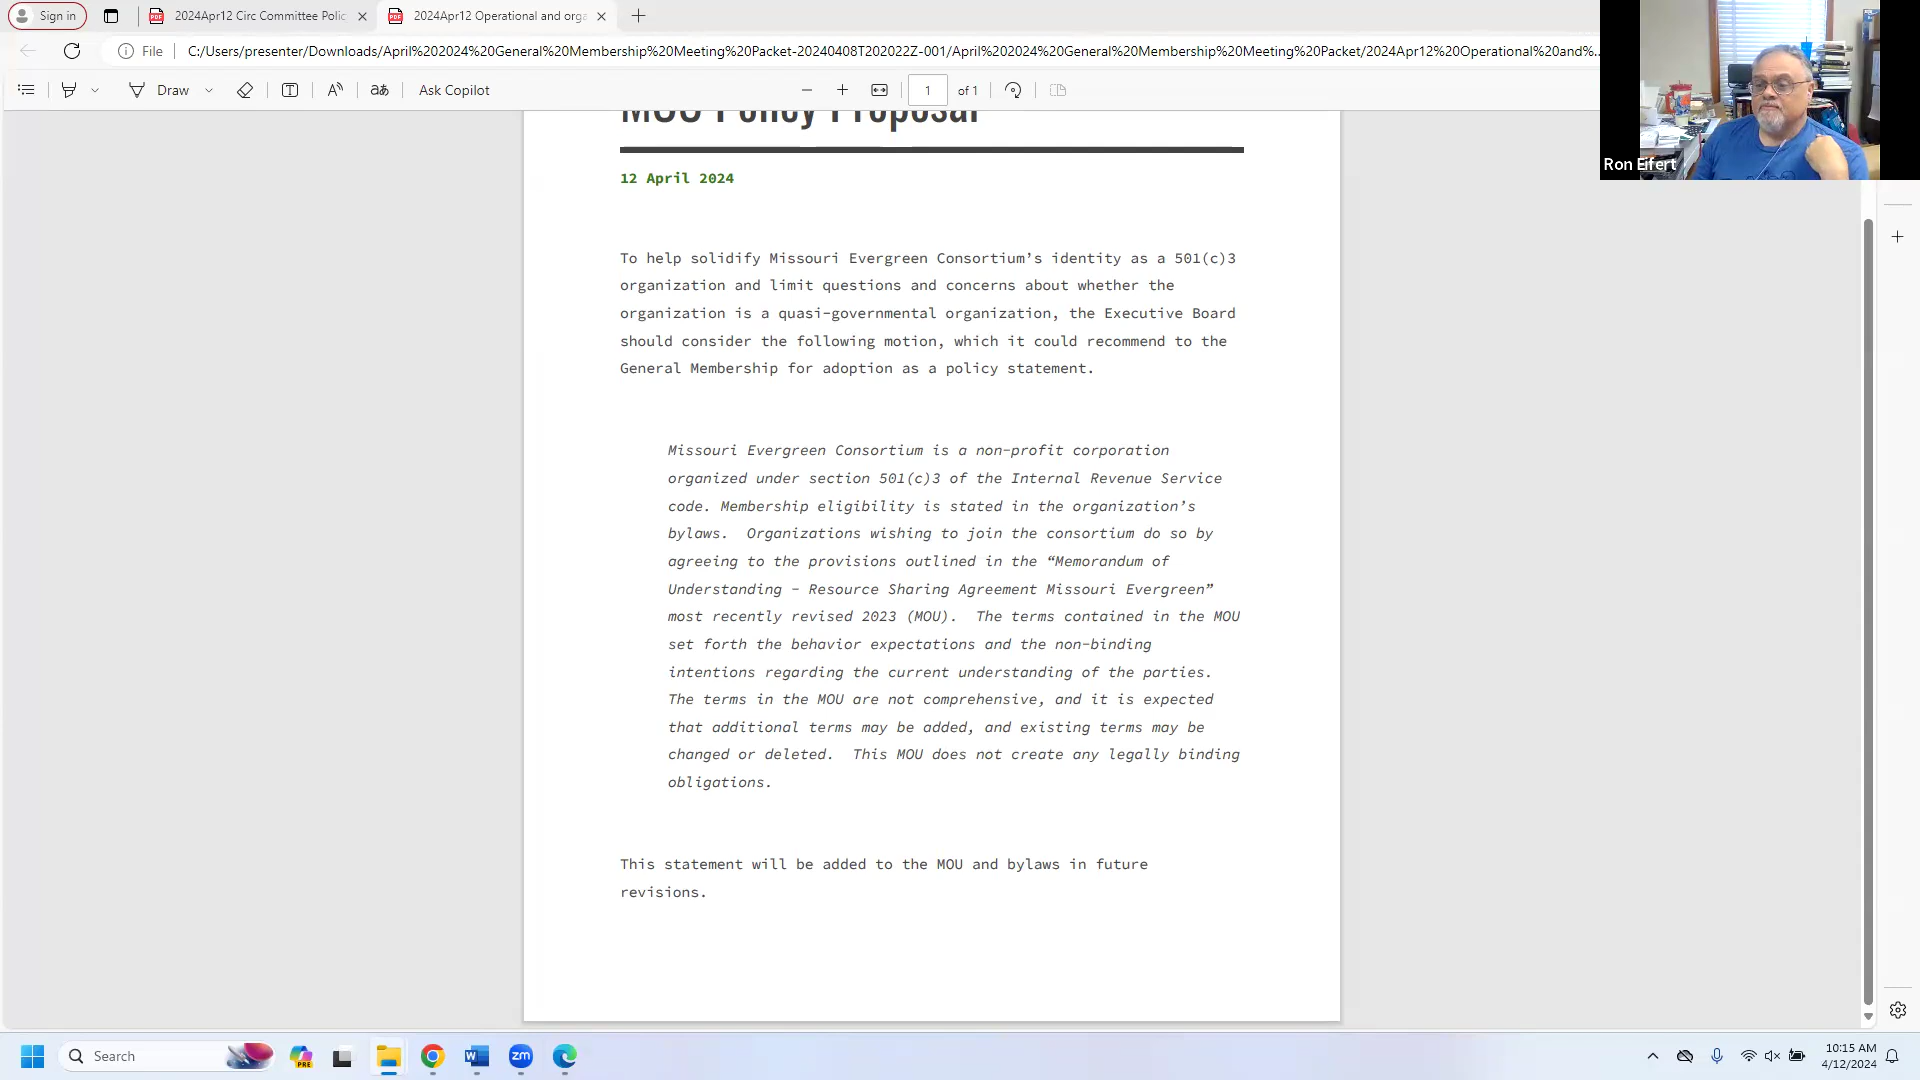 Sign in
2024Apr12 Circ Committee Polic
2024Apr12 Operational and orga
File
C:/Users/presenter/Downloads/April%202024%20General%20Membership%20Meeting%20Packet-20240408T202022Z-001/April%202024%20General%20Membership%20Meeting%20Packet/2024Apr12%20Operational%20and%...
Draw
Ask Copilot
1
of 1
Ron Eifert
MOU Policy Proposal
12 April 2024
To help solidify Missouri Evergreen Consortium’s identity as a 501(c)3
organization and limit questions and concerns about whether the
organization is a quasi-governmental organization, the Executive Board
should consider the following motion, which it could recommend to the
General Membership for adoption as a policy statement.
Missouri Evergreen Consortium is a non-profit corporation
organized under section 501(c)3 of the Internal Revenue Service
code. Membership eligibility is stated in the organization’s
bylaws.  Organizations wishing to join the consortium do so by
agreeing to the provisions outlined in the “Memorandum of
Understanding - Resource Sharing Agreement Missouri Evergreen”
most recently revised 2023 (MOU).  The terms contained in the MOU
set forth the behavior expectations and the non-binding
intentions regarding the current understanding of the parties.
The terms in the MOU are not comprehensive, and it is expected
that additional terms may be added, and existing terms may be
changed or deleted.  This MOU does not create any legally binding
obligations.
This statement will be added to the MOU and bylaws in future
revisions.
Search
PRE
W
zm
10:15 AM
4/12/2024